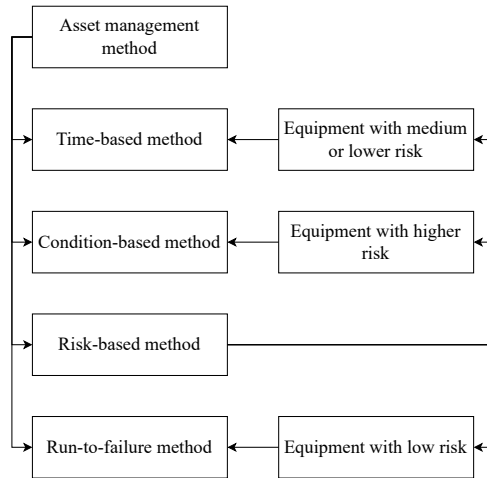 Asset management
method
Time-based method
Equipment with medium
or lower risk
Condition-based method
Equipment with higher
risk
Risk-based method
Run-to-failure method
Equipment with low risk